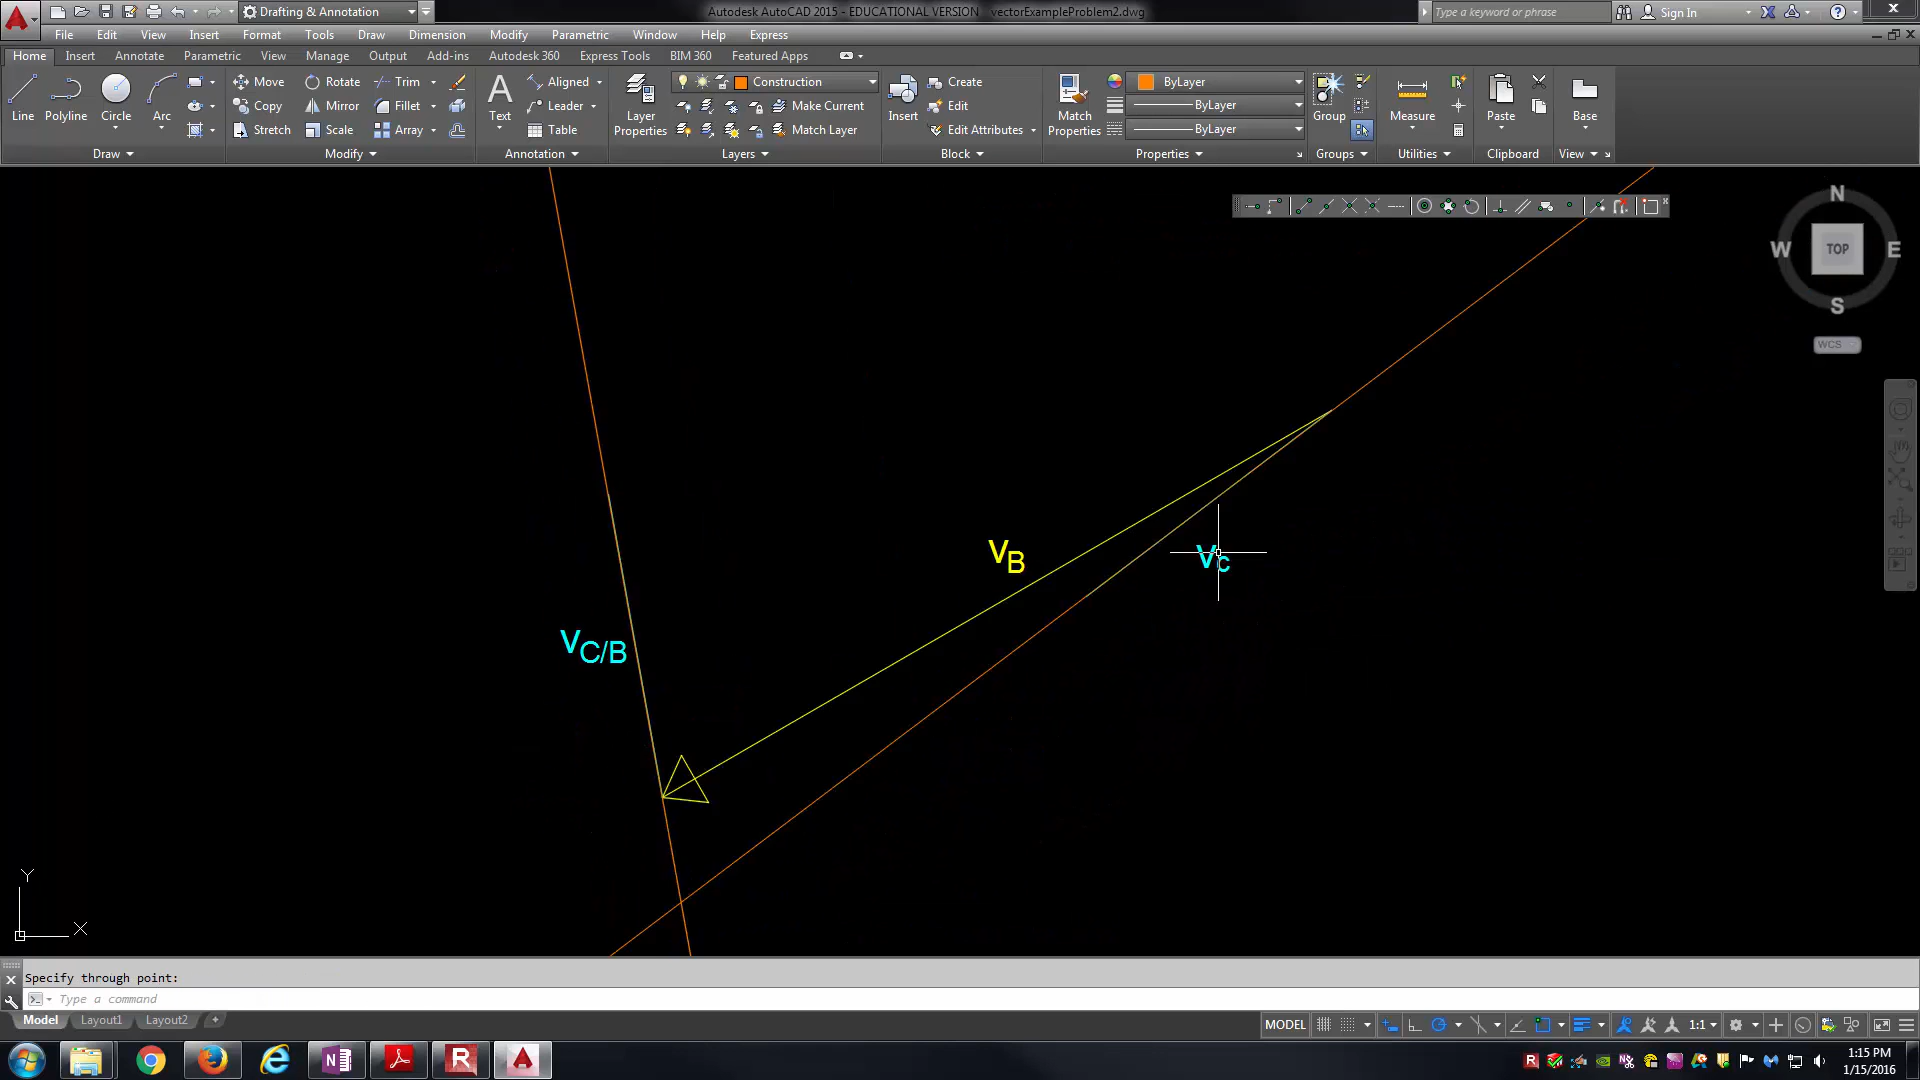 Drafting & Annotation
Autodesk AutoCAD 2015 - EDUCATIONAL VERSION vectorExampleProblem2.dwg
Type a keyword or phrase
Sign In
File Edit View Insert Format Tools Draw Dimension Modify Parametric Window Help Express
Home Insert Annotate Parametric View Manage Output Add-ins Autodesk 360 Express Tools BIM 360 Featured Apps
Line Polyline Circle Arc
Move Rotate Trim
Copy Mirror Fillet
Stretch Scale Array
Text Aligned
Leader
Table
Layer Properties
Construction
Make Current
Match Layer
Insert Create
Edit
Edit Attributes
Match Properties
ByLayer
ByLayer
ByLayer
Group Measure Paste Base
Draw Modify Annotation Layers Block Properties Groups Utilities Clipboard View
N
W TOP E
S
WCS
VB
VC
VC/B
Y
X
Specify through point:
Type a command
Model Layout1 Layout2 +
MODEL 1:1
1:15 PM
1/15/2016